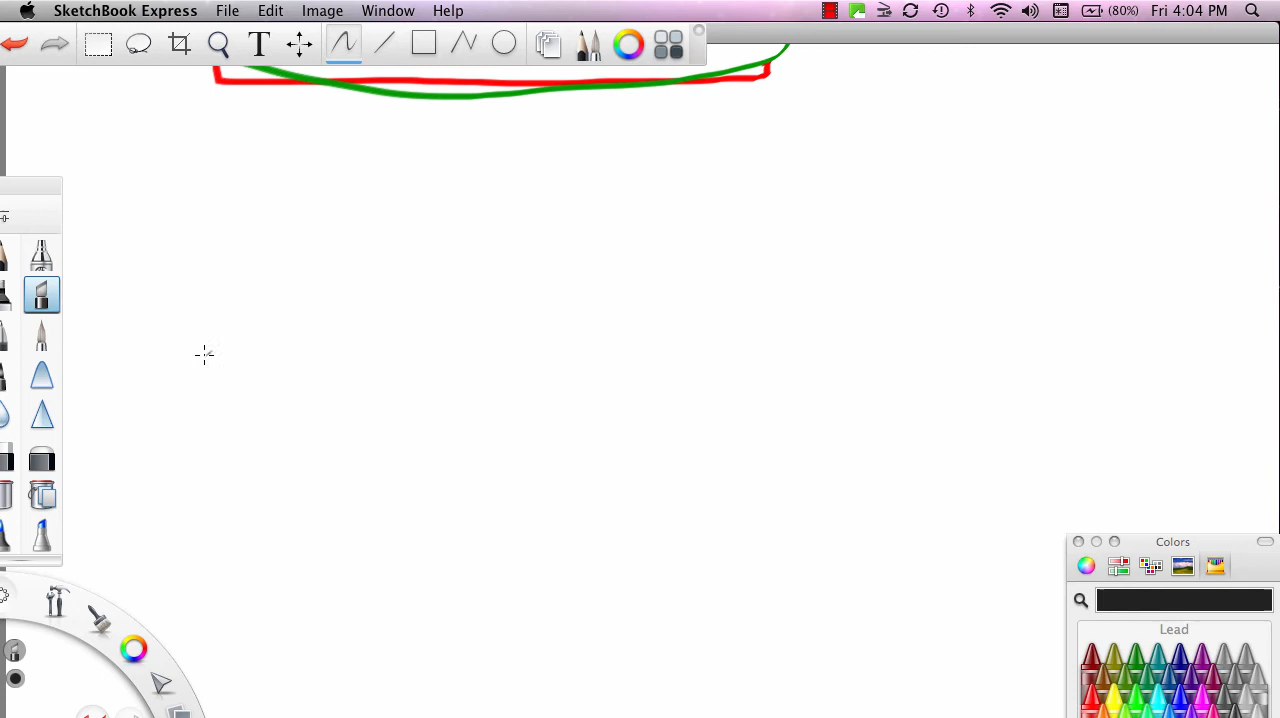 SketchBook Express File Edit Image Window Help (80%) Fri 4:04 PM
T
Colors
Lead